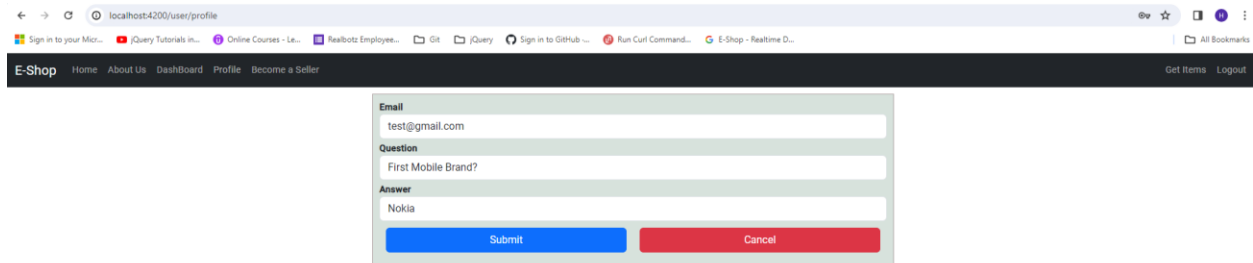 localhost:4200/user/profile
Sign in to your Micr... jQuery Tutorials in... Online Courses - Le... Realbotz Employee... Git jQuery Sign in to GitHub ·... Run Curl Command... E-Shop - Realtime D... All Bookmarks
E-Shop Home About Us DashBoard Profile Become a Seller Get Items Logout
Email
test@gmail.com
Question
First Mobile Brand?
Answer
Nokia
Submit Cancel